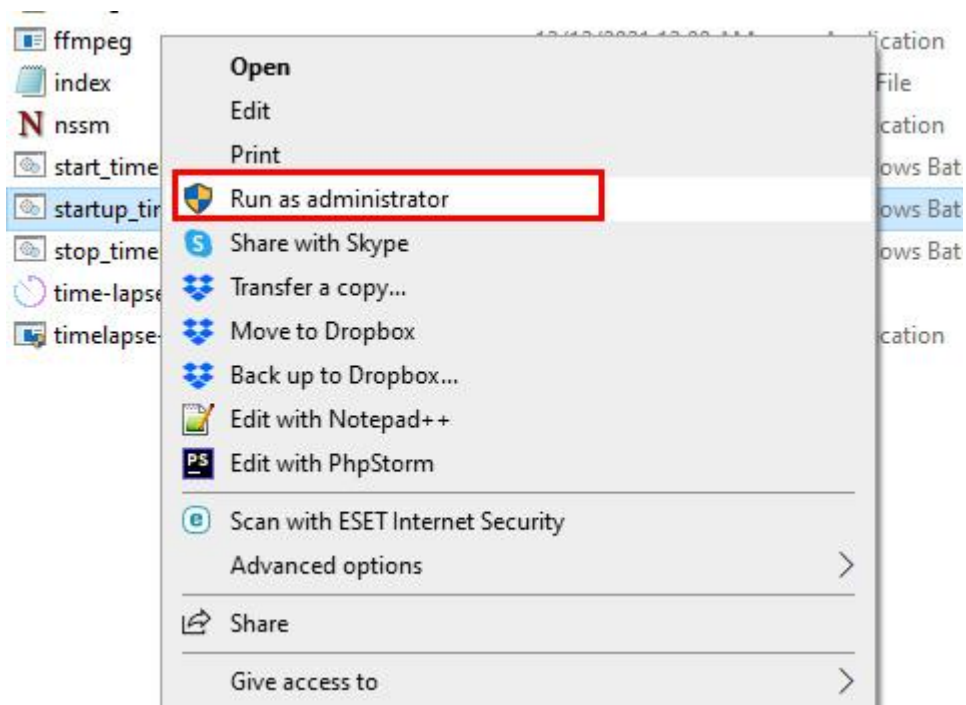 ffmpeg
index
nssm
start_time
startup_tir
stop_time
time-lapse
timelapse-
Open
Edit
Print
Run as administrator
Share with Skype
Transfer a copy...
Move to Dropbox
Back up to Dropbox...
Edit with Notepad++
Edit with PhpStorm
Scan with ESET Internet Security
Advanced options
Share
Give access to
ication
File
cation
ows Bat
ows Bat
ows Bat
cation